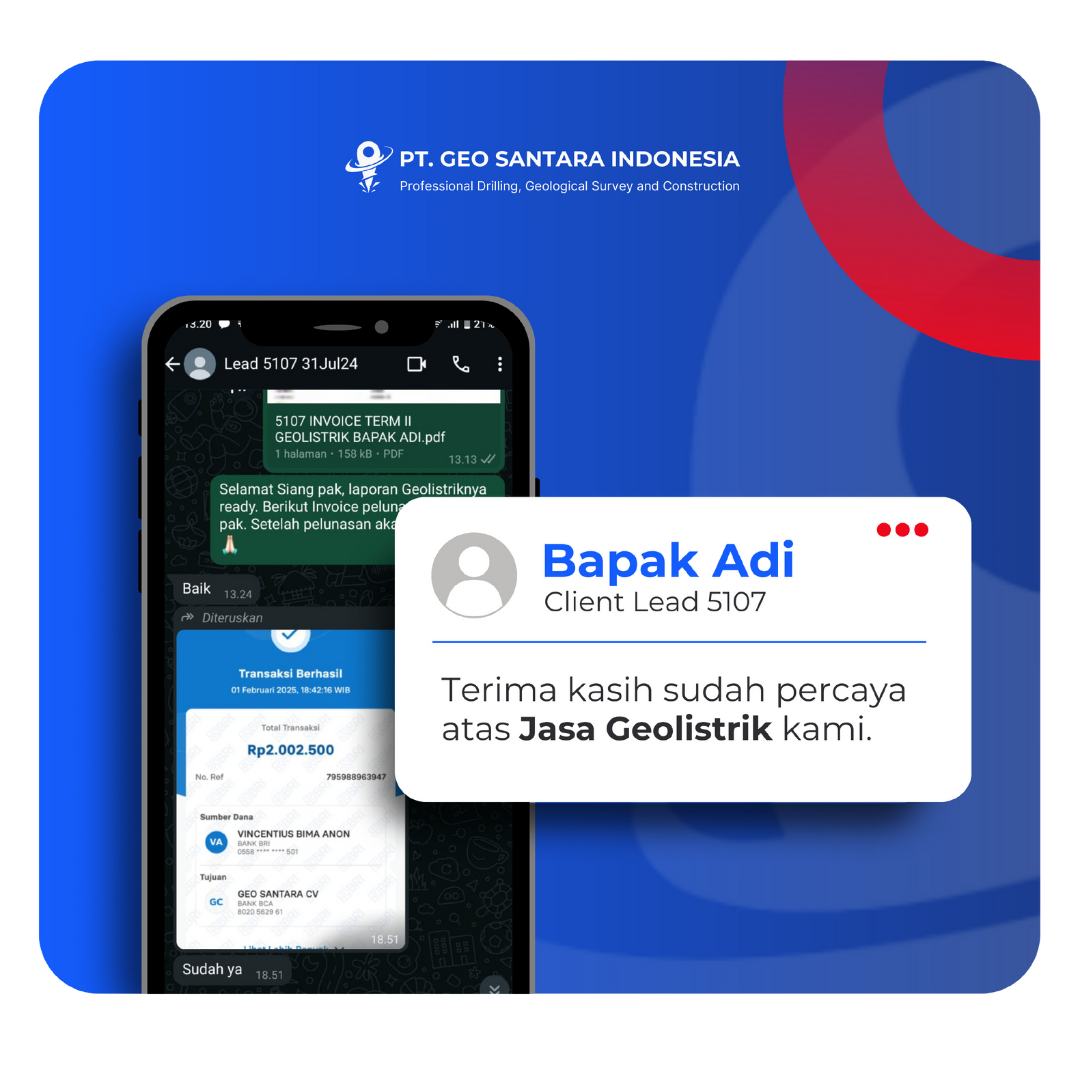 PT. GEO SANTARA INDONESIA
Professional Drilling, Geological Survey and Construction
13.20
21%
Lead 5107 31Jul24
5107 INVOICE TERM II
GEOLISTRIK BAPAK ADI.pdf
1 halaman • 158 kB • PDF
13.13
Selamat Siang pak, laporan Geolistriknya
ready. Berikut Invoice
pak. Setelah pelunasan
Baik 13.24
Diteruskan
Transaksi Berhasil
01 Februari 2025, 18:42:16 WIB
Total Transaksi
Rp2.002.500
No. Ref 795988963947
Sumber Dana
VA
VINCENTIUS BIMA ANON
BANK BRI
0558 **** **** 501
Tujuan
GC
GEO SANTARA CV
BANK BCA
8020 5629 61
18.51
Sudah ya 18.51
Bapak Adi
Client Lead 5107
Terima kasih sudah percaya
atas Jasa Geolistrik kami.